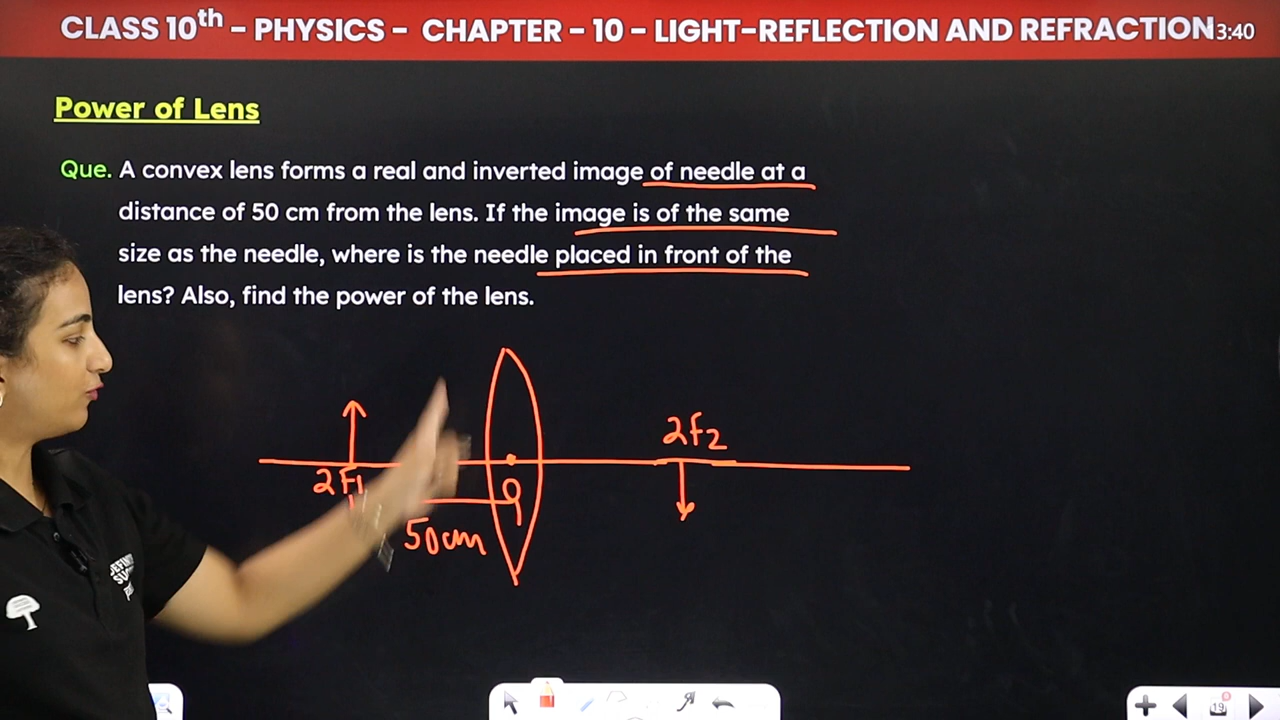 CLASS 10th – PHYSICS – CHAPTER – 10 – LIGHT-REFLECTION AND REFRACTION 3:40
Power of Lens
Que. A convex lens forms a real and inverted image of needle at a
distance of 50 cm from the lens. If the image is of the same
size as the needle, where is the needle placed in front of the
lens? Also, find the power of the lens.
2F2
2F1
50cm
19